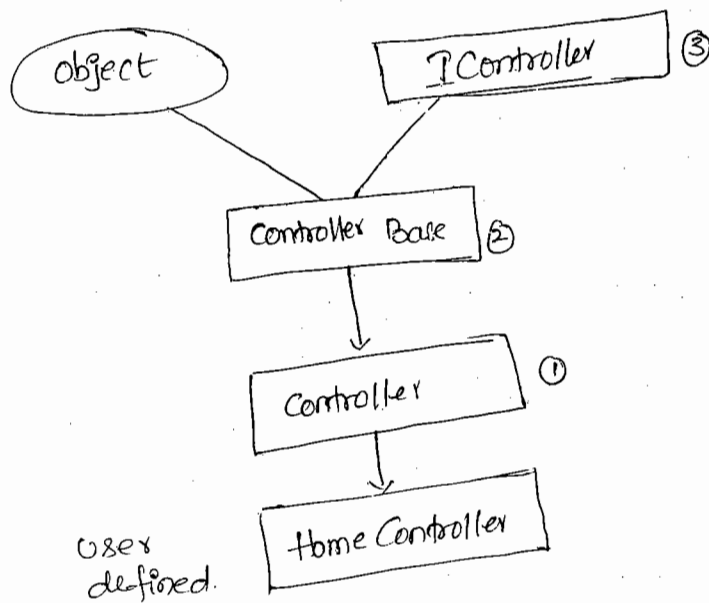 object
IController ③
Controller Base ②
Controller ①
Home Controller
User
defined.